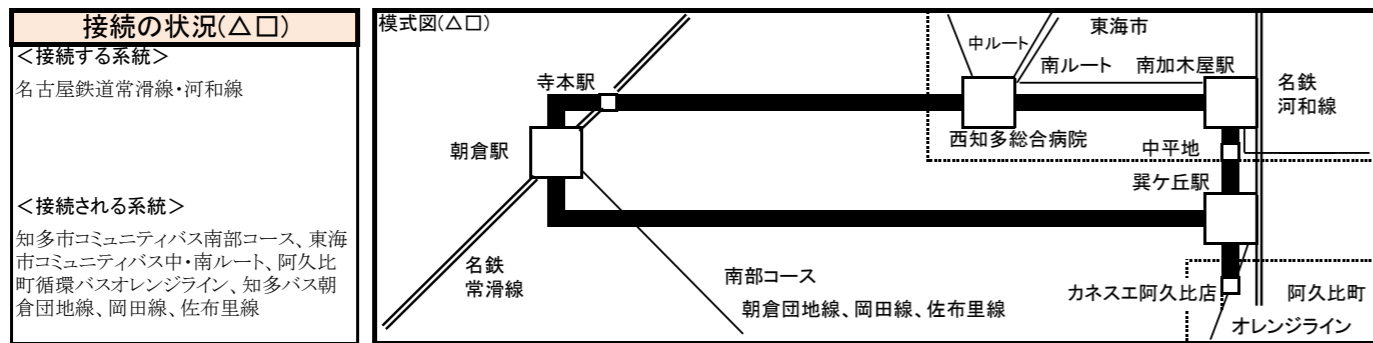 接続の状況(△□)
＜接続する系統＞
名古屋鉄道常滑線・河和線
＜接続される系統＞
知多市コミュニティバス南部コース、東海
市コミュニティバス中・南ルート、阿久比
町循環バスオレンジライン、知多バス朝
倉団地線、岡田線、佐布里線
模式図(△□)
東海市
中ルート
南ルート
南加木屋駅
名鉄
河和線
寺本駅
朝倉駅
西知多総合病院
中平地
巽ケ丘駅
名鉄
常滑線
南部コース
朝倉団地線、岡田線、佐布里線
カネスエ阿久比店
阿久比町
オレンジライン